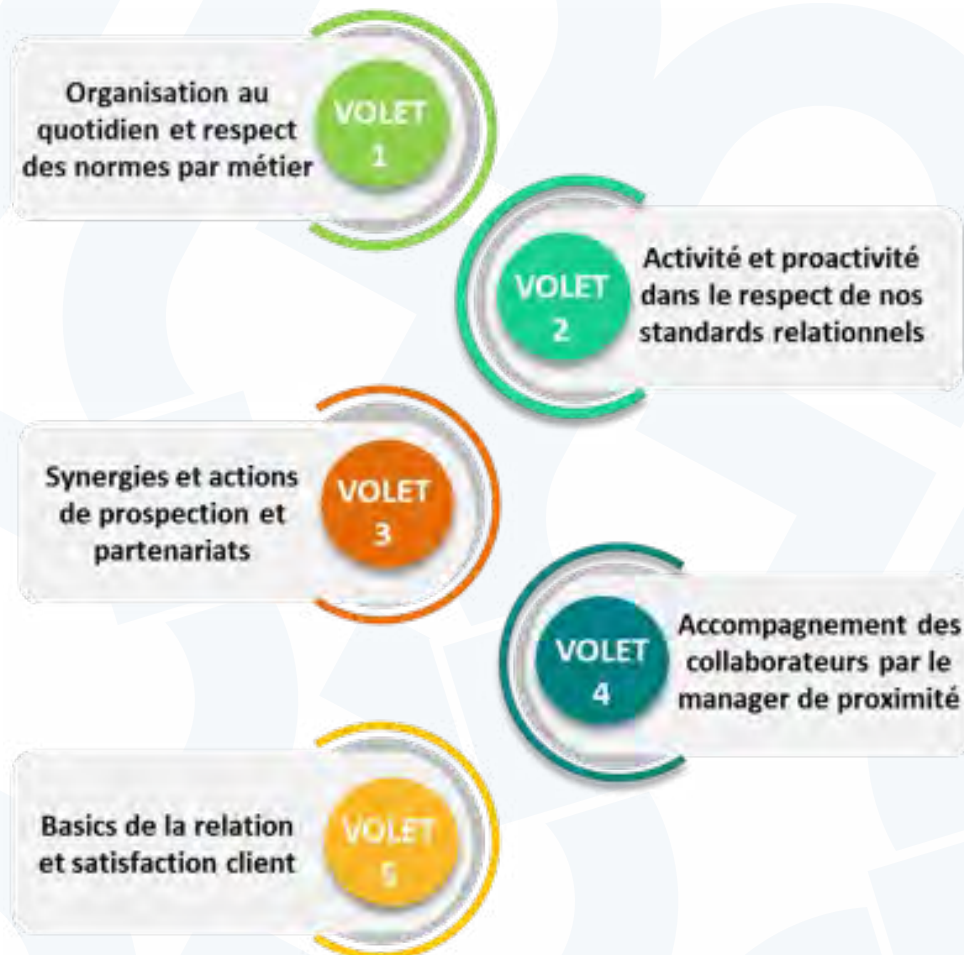 Organisation au
quotidien et respect
des normes par métier
VOLET
1
VOLET
2
Activité et proactivité
dans le respect de nos
standards relationnels
Synergies et actions
de prospection et
partenariats
VOLET
3
VOLET
4
Accompagnement des
collaborateurs par le
manager de proximité
Basics de la relation
et satisfaction client
VOLET
5